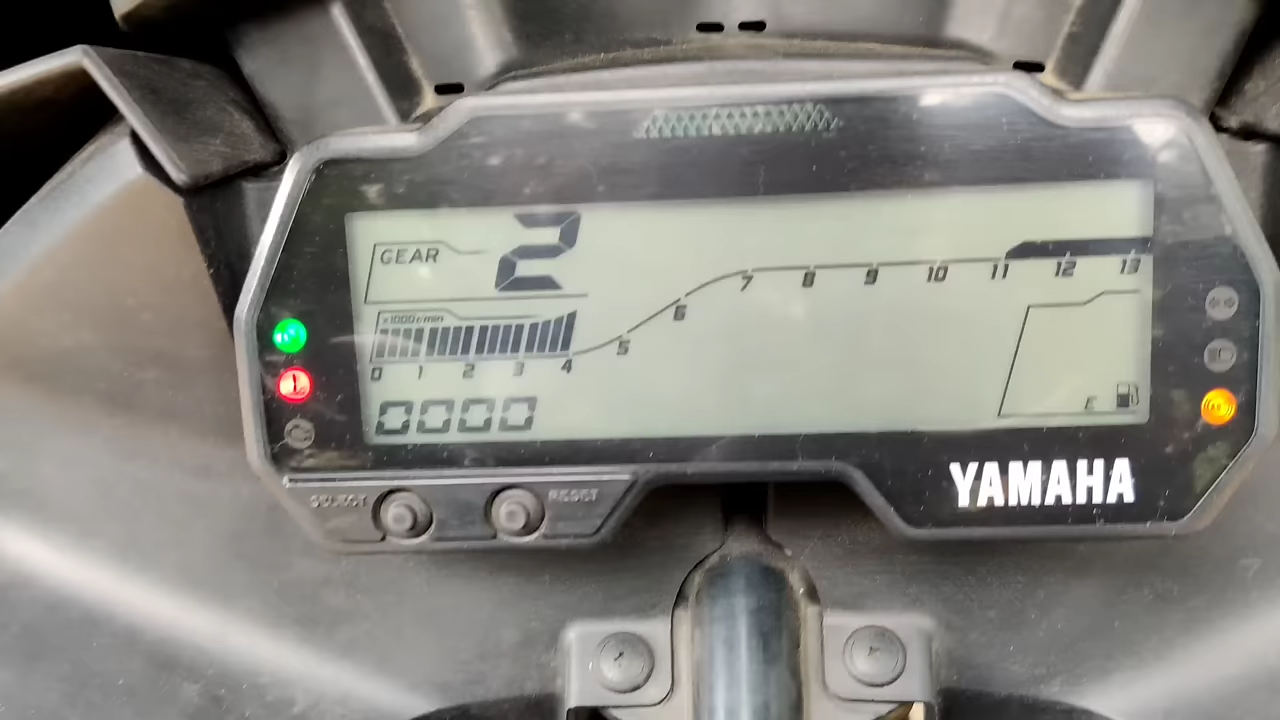 GEAR 2
×1000 r/min
0 1 2 3 4 5 6 7 8 9 10 11 12 13
0000
E
SELECT RESET
YAMAHA